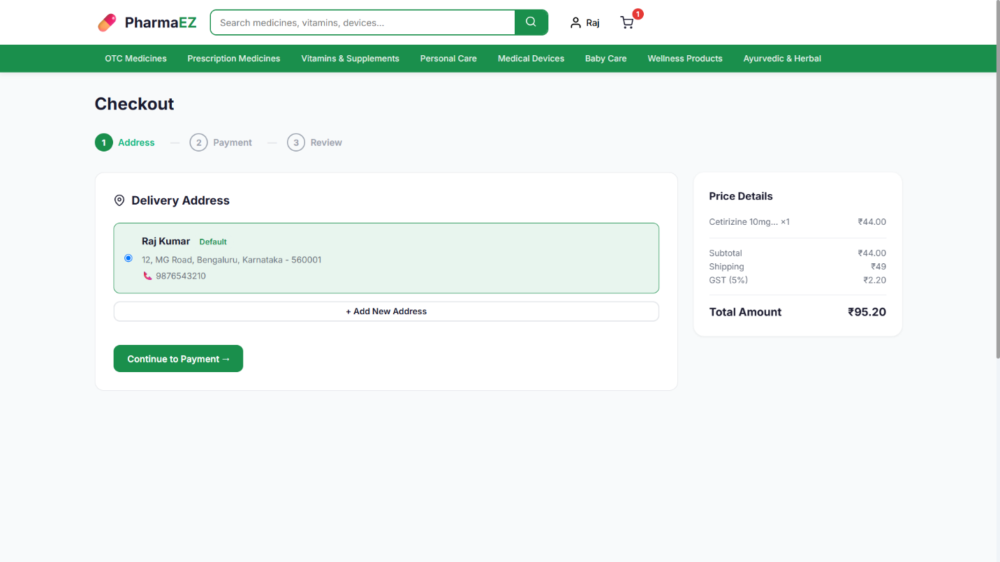 PharmaEZ
Search medicines, vitamins, devices...
Raj
1
OTC Medicines Prescription Medicines Vitamins & Supplements Personal Care Medical Devices Baby Care Wellness Products Ayurvedic & Herbal
Checkout
1 Address — 2 Payment — 3 Review
Delivery Address
Raj Kumar Default
12, MG Road, Bengaluru, Karnataka - 560001
9876543210
+ Add New Address
Continue to Payment →
Price Details
Cetirizine 10mg... ×1 ₹44.00
Subtotal ₹44.00
Shipping ₹49
GST (5%) ₹2.20
Total Amount ₹95.20